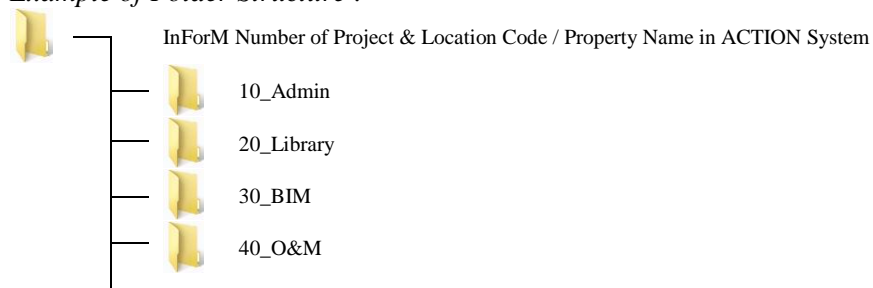 Example of Folder Structure :
InForM Number of Project & Location Code / Property Name in ACTION System
10_Admin
20_Library
30_BIM
40_O&M